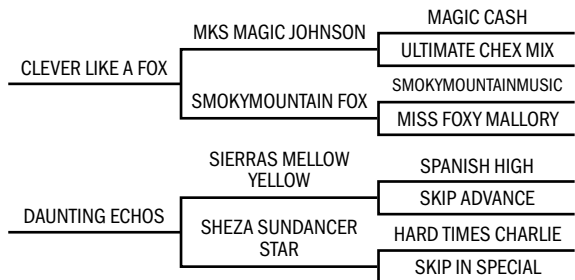 MAGIC CASH
MKS MAGIC JOHNSON
ULTIMATE CHEX MIX
CLEVER LIKE A FOX
SMOKYMOUNTAINMUSIC
SMOKYMOUNTAIN FOX
MISS FOXY MALLORY
SIERRAS MELLOW
YELLOW
SPANISH HIGH
SKIP ADVANCE
DAUNTING ECHOS
SHEZA SUNDANCER
STAR
HARD TIMES CHARLIE
SKIP IN SPECIAL